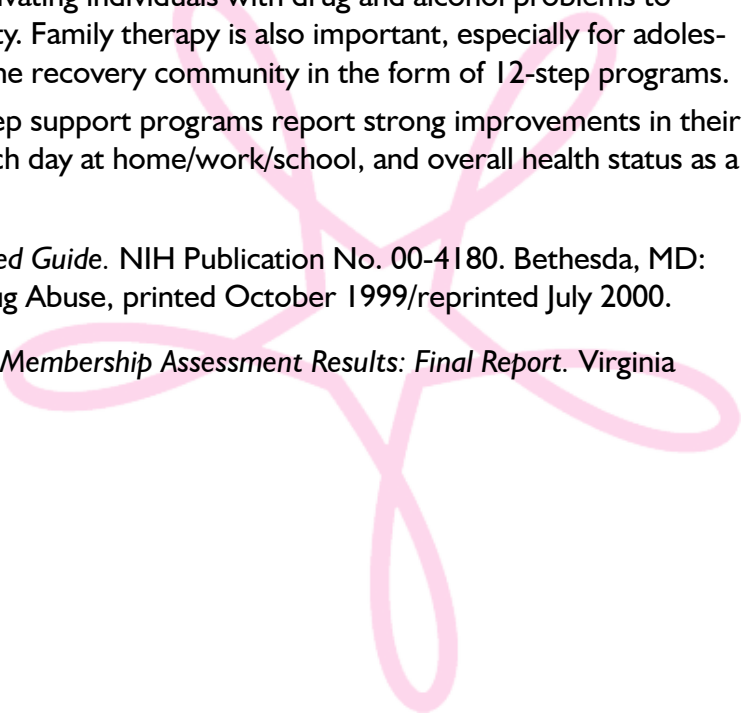 vating individuals with drug and alcohol problems to
ty. Family therapy is also important, especially for adoles-
he recovery community in the form of 12-step programs.
ep support programs report strong improvements in their
ch day at home/work/school, and overall health status as a
ed Guide. NIH Publication No. 00-4180. Bethesda, MD:
ug Abuse, printed October 1999/reprinted July 2000.
Membership Assessment Results: Final Report. Virginia